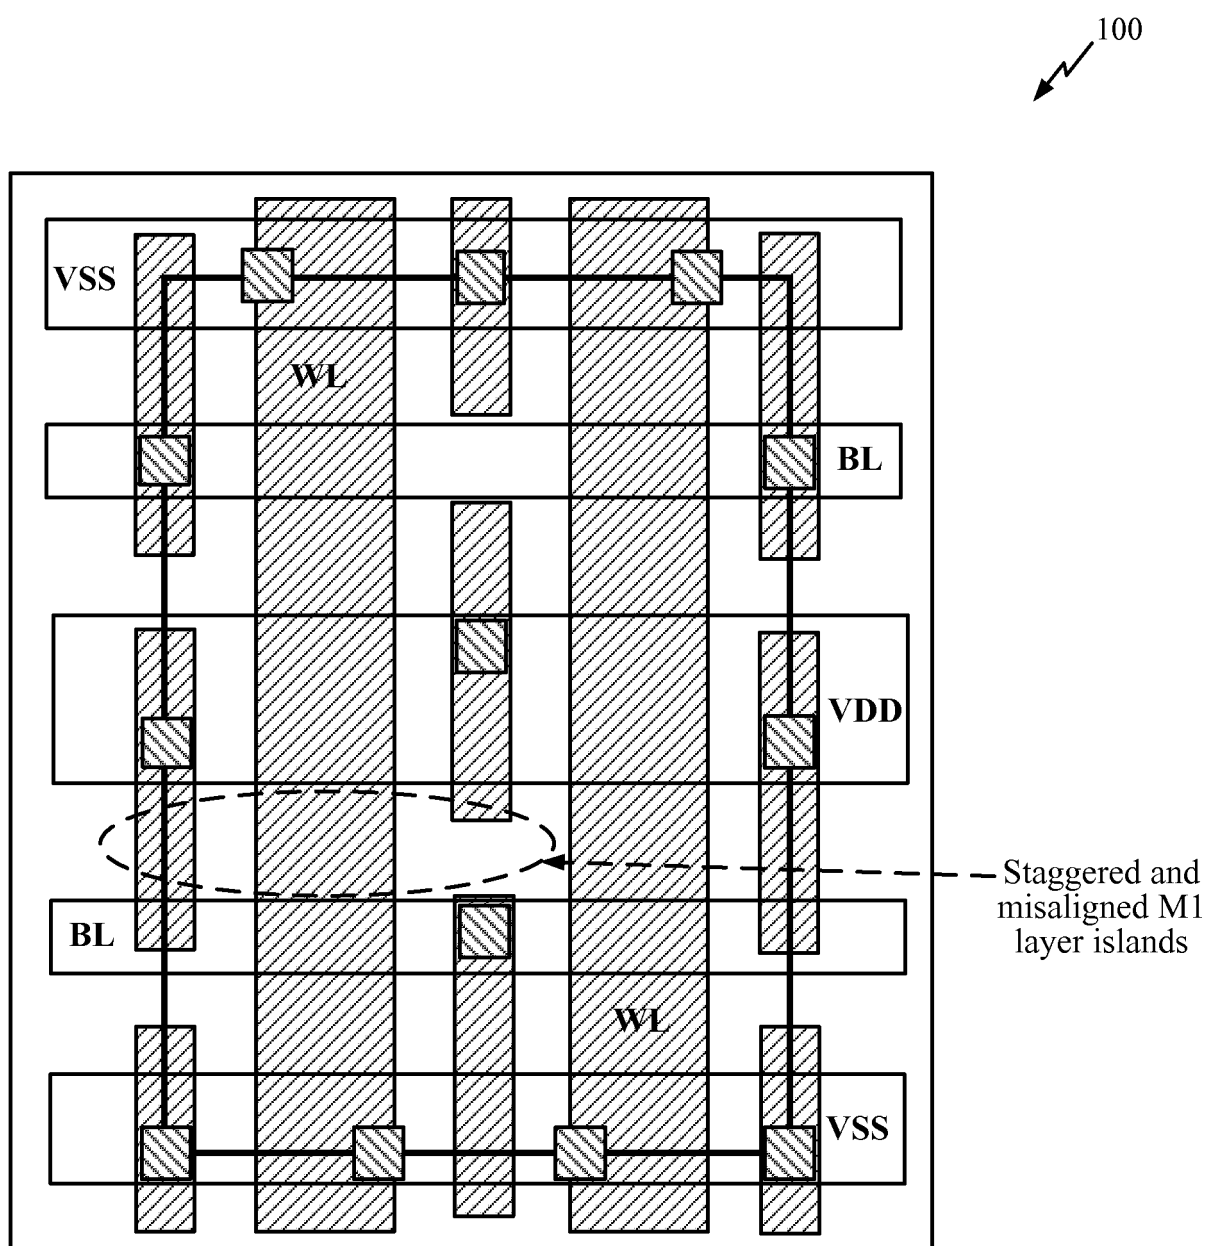 100
VSS
WL
BL
VDD
Staggered and
misaligned M1
layer islands
BL
WL
VSS